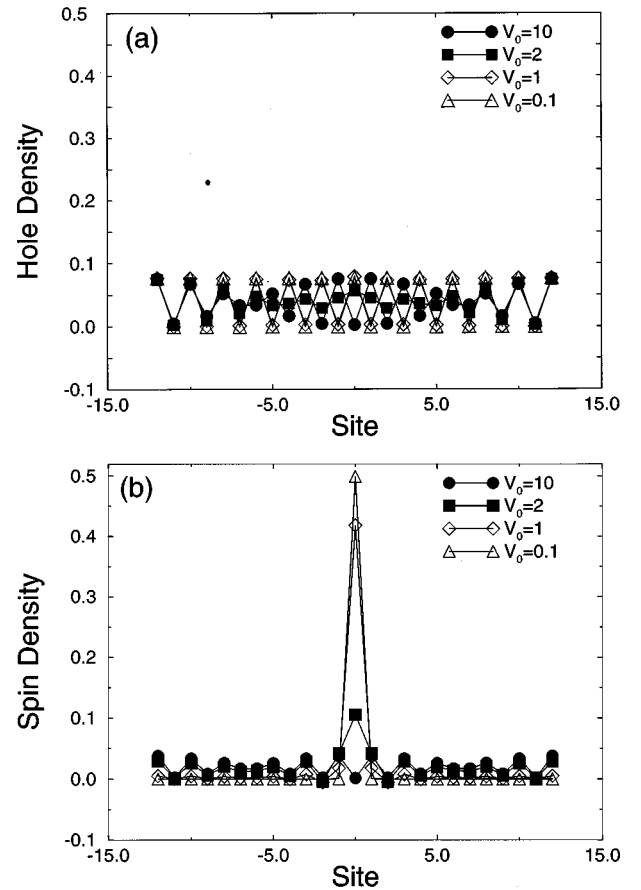 (a)
V₀=10
V₀=2
V₀=1
V₀=0.1
0.5
0.4
0.3
0.2
0.1
0.0
-0.1
Hole Density
-15.0
-5.0
5.0
15.0
Site
(b)
V₀=10
V₀=2
V₀=1
V₀=0.1
0.5
0.4
0.3
0.2
0.1
0.0
-0.1
Spin Density
-15.0
-5.0
5.0
15.0
Site